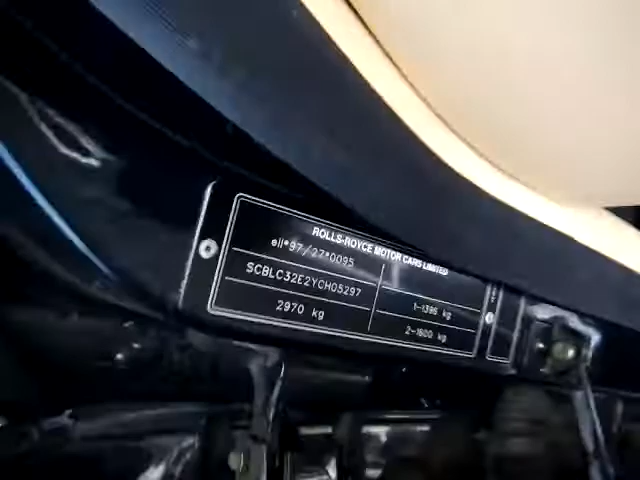 ROLLS-ROYCE MOTOR CARS LIMITED
e11*97/27*0095
SCBLC32E2YCH05297
2970 kg
1-1396 kg
2-1600 kg